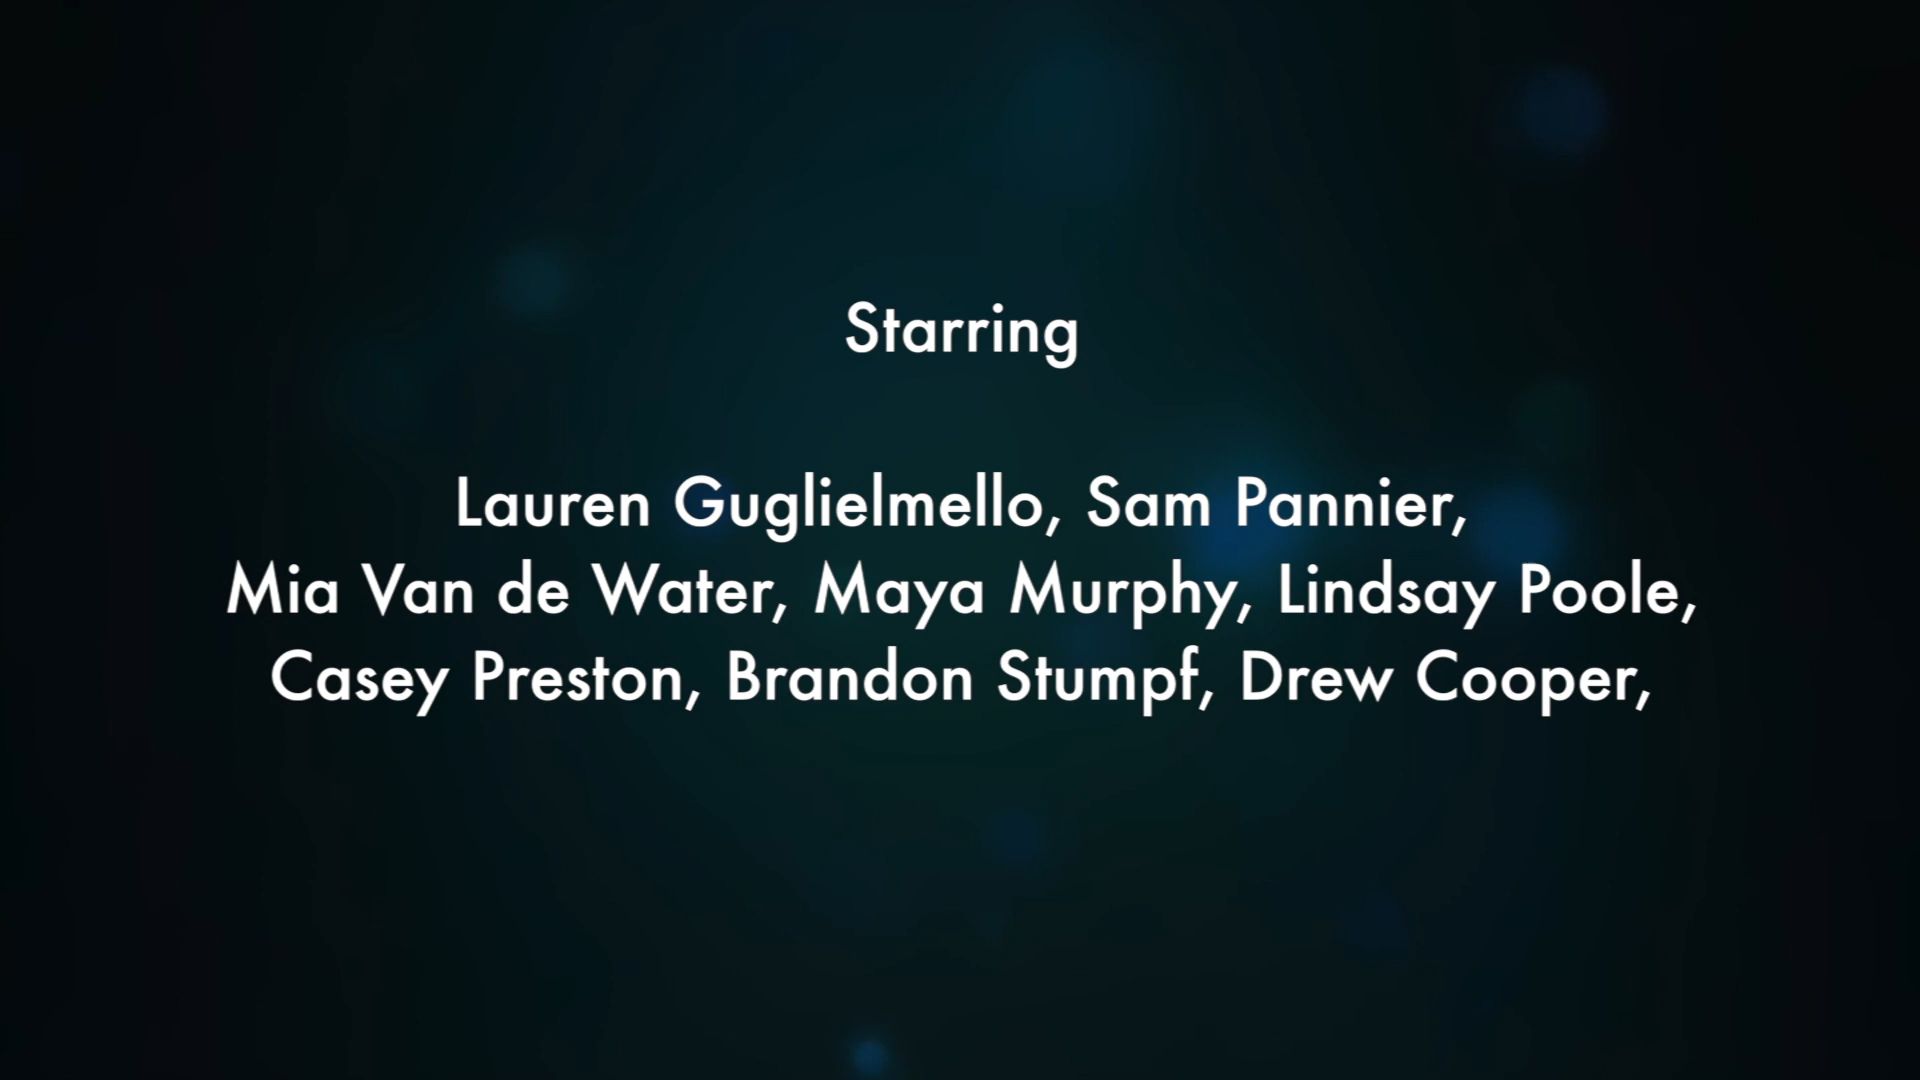 Starring
Lauren Guglielmello, Sam Pannier,
Mia Van de Water, Maya Murphy, Lindsay Poole,
Casey Preston, Brandon Stumpf, Drew Cooper,